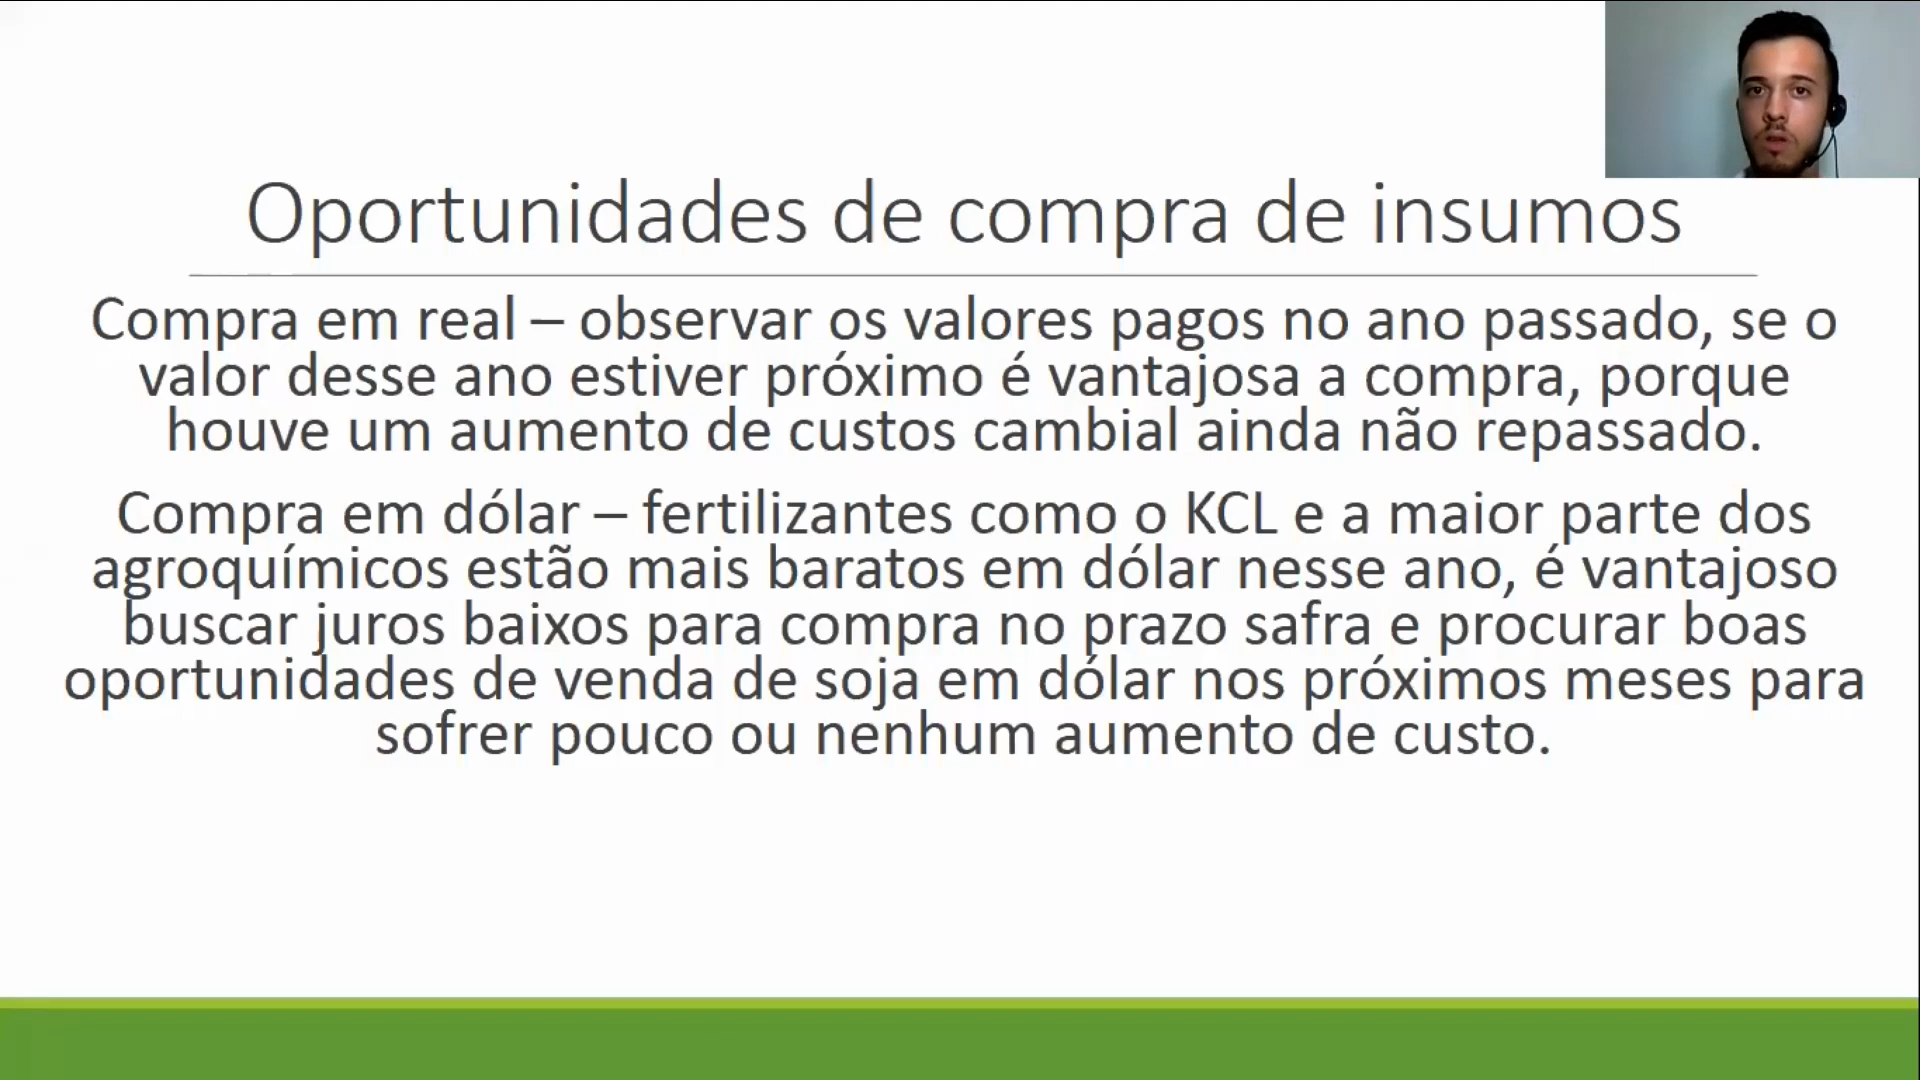 Oportunidades de compra de insumos
Compra em real – observar os valores pagos no ano passado, se o
valor desse ano estiver próximo é vantajosa a compra, porque
houve um aumento de custos cambial ainda não repassado.
Compra em dólar – fertilizantes como o KCL e a maior parte dos
agroquímicos estão mais baratos em dólar nesse ano, é vantajoso
buscar juros baixos para compra no prazo safra e procurar boas
oportunidades de venda de soja em dólar nos próximos meses para
sofrer pouco ou nenhum aumento de custo.